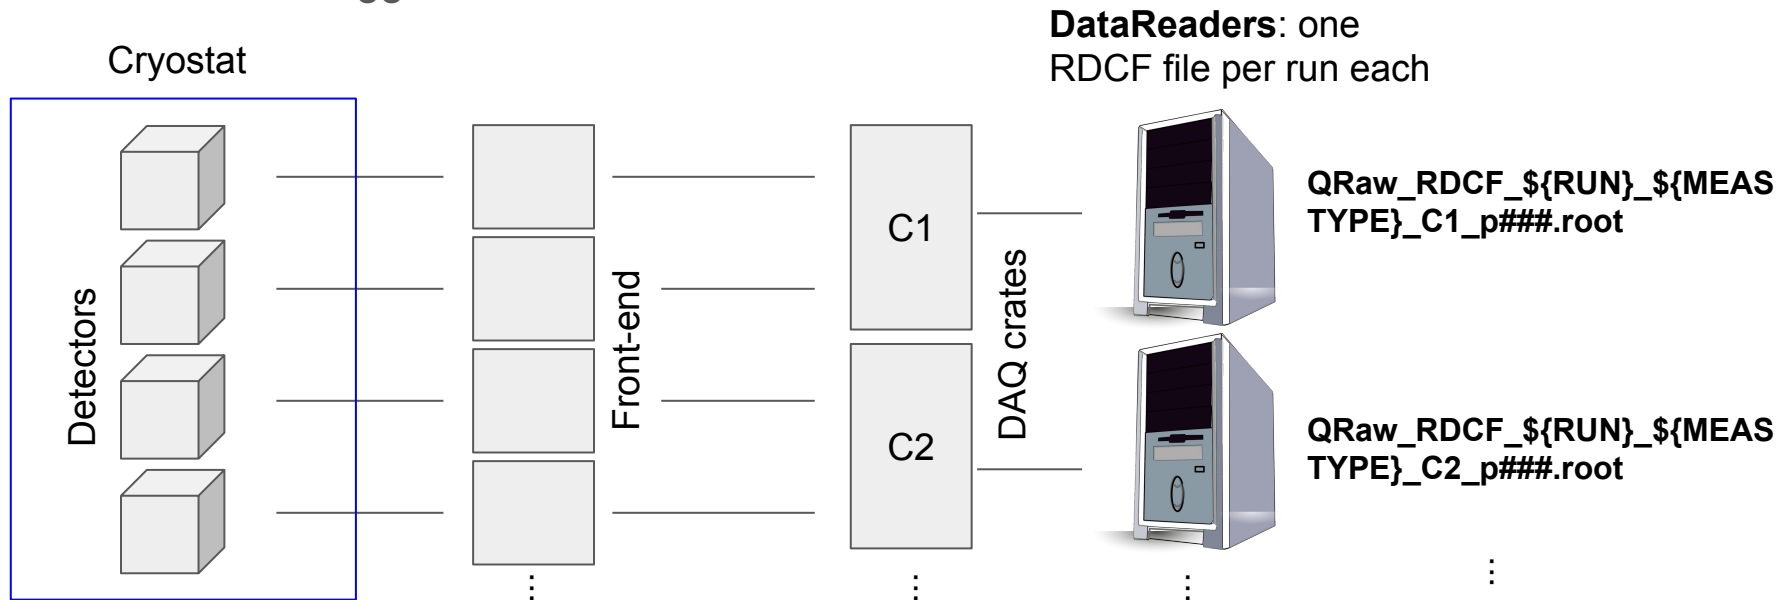 DataReaders: one
RDCF file per run each
Cryostat
Detectors
Front-end
C1
C2
DAQ crates
QRaw_RDCF_${RUN}_${MEAS
TYPE}_C1_p###.root
QRaw_RDCF_${RUN}_${MEAS
TYPE}_C2_p###.root